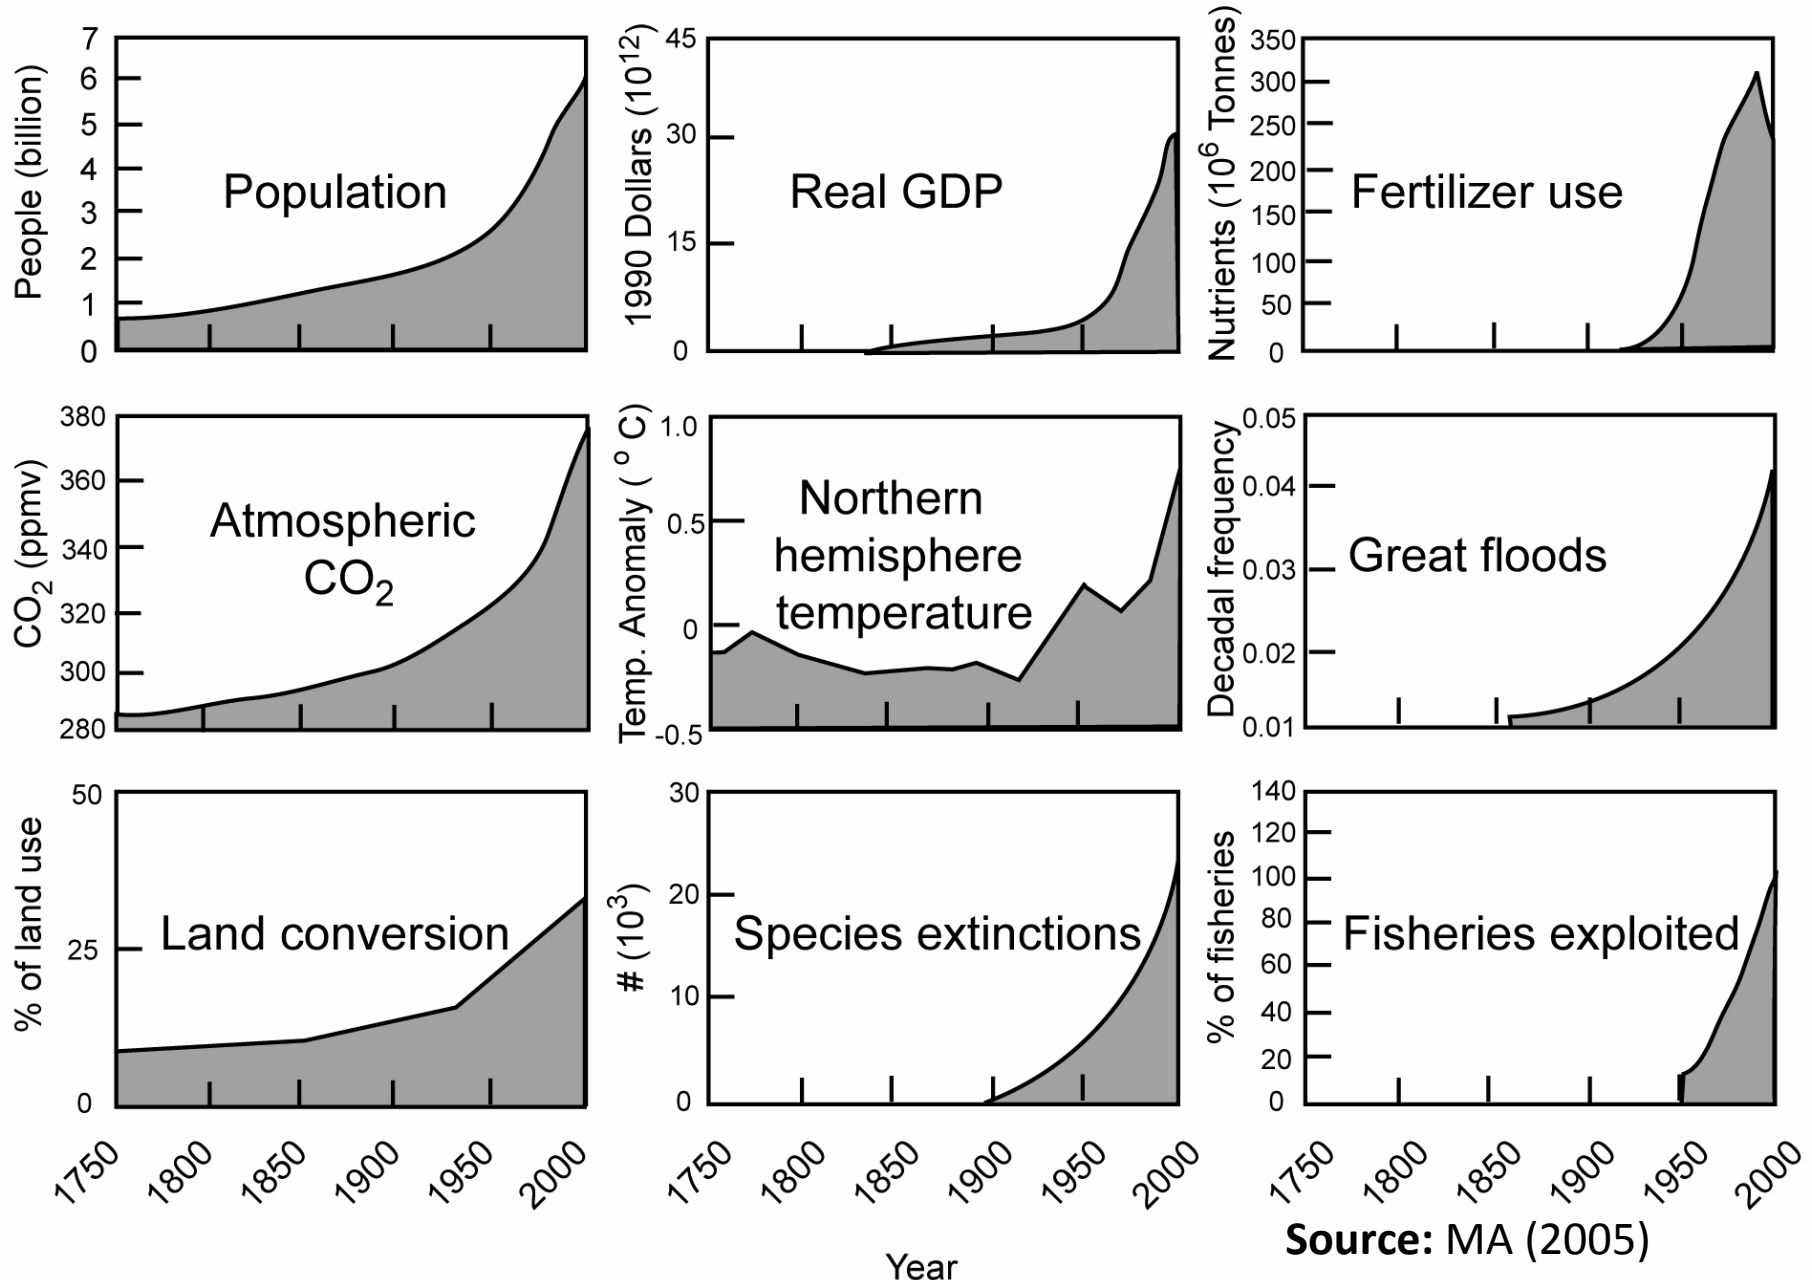 People (billion)
7
6
5
4
3
2
1
0
Population
1990 Dollars (10¹²)
45
30
15
0
Real GDP
Nutrients (10⁶ Tonnes)
350
300
250
200
150
100
50
0
Fertilizer use
CO₂ (ppmv)
380
360
340
320
300
280
Atmospheric
CO₂
Temp. Anomaly (° C)
1.0
0.5
0
-0.5
Northern
hemisphere
temperature
Decadal frequency
0.05
0.04
0.03
0.02
0.01
Great floods
% of land use
50
25
0
Land conversion
# (10³)
30
20
10
0
Species extinctions
% of fisheries
140
120
100
80
60
40
20
0
Fisheries exploited
1750 1800 1850 1900 1950 2000
1750 1800 1850 1900 1950 2000
1750 1800 1850 1900 1950 2000
Source: MA (2005)
Year